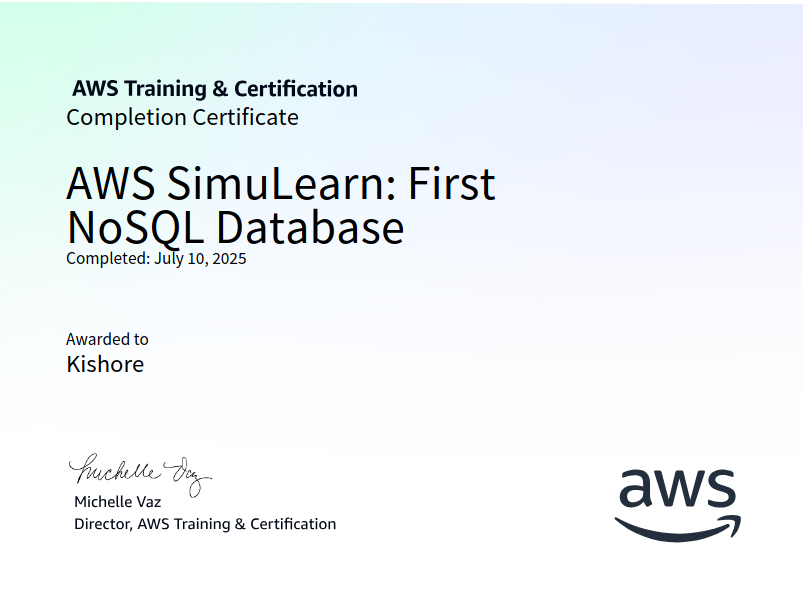 AWS Training & Certification
Completion Certificate
AWS SimuLearn: First
NoSQL Database
Completed: July 10, 2025
Awarded to
Kishore
Michelle Vaz
Michelle Vaz
Director, AWS Training & Certification
aws